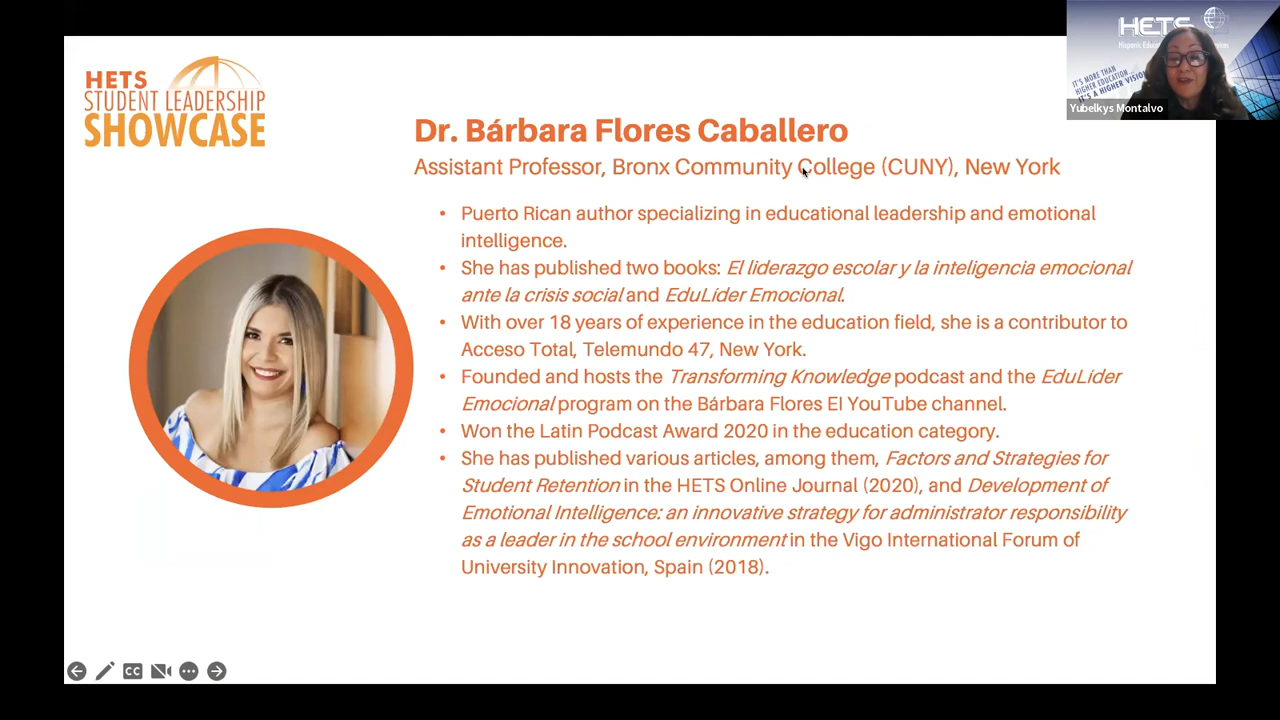 HETS
STUDENT LEADERSHIP
SHOWCASE
Dr. Bárbara Flores Caballero
Assistant Professor, Bronx Community College (CUNY), New York
• Puerto Rican author specializing in educational leadership and emotional
intelligence.
• She has published two books: El liderazgo escolar y la inteligencia emocional
ante la crisis social and EduLíder Emocional.
• With over 18 years of experience in the education field, she is a contributor to
Acceso Total, Telemundo 47, New York.
• Founded and hosts the Transforming Knowledge podcast and the EduLíder
Emocional program on the Bárbara Flores EI YouTube channel.
• Won the Latin Podcast Award 2020 in the education category.
• She has published various articles, among them, Factors and Strategies for
Student Retention in the HETS Online Journal (2020), and Development of
Emotional Intelligence: an innovative strategy for administrator responsibility
as a leader in the school environment in the Vigo International Forum of
University Innovation, Spain (2018).
HETS
Hispanic
IT'S MORE THAN
HIGHER EDUCATION...
IT'S A HIGHER VISION
Yubelkys Montalvo
CC